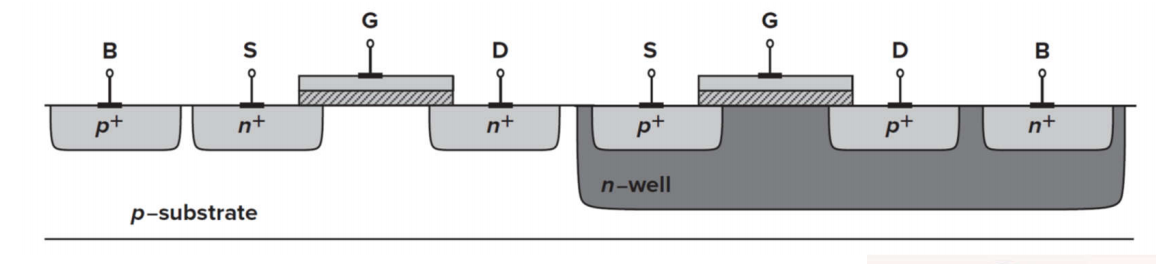 G G
B S D S D B
p+ n+ n+ p+ p+ n+
n–well
p–substrate